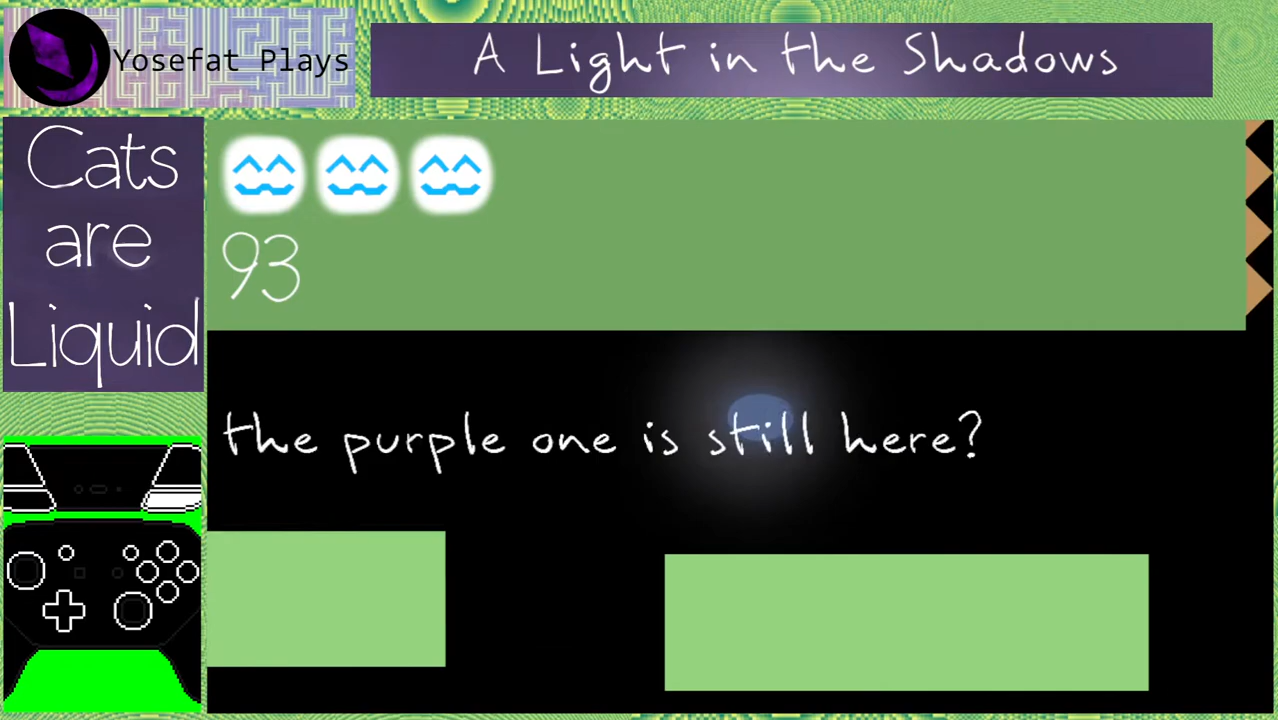 Yosefat Plays
A Light in the Shadows
Cats
are
Liquid
93
the purple one is still here?